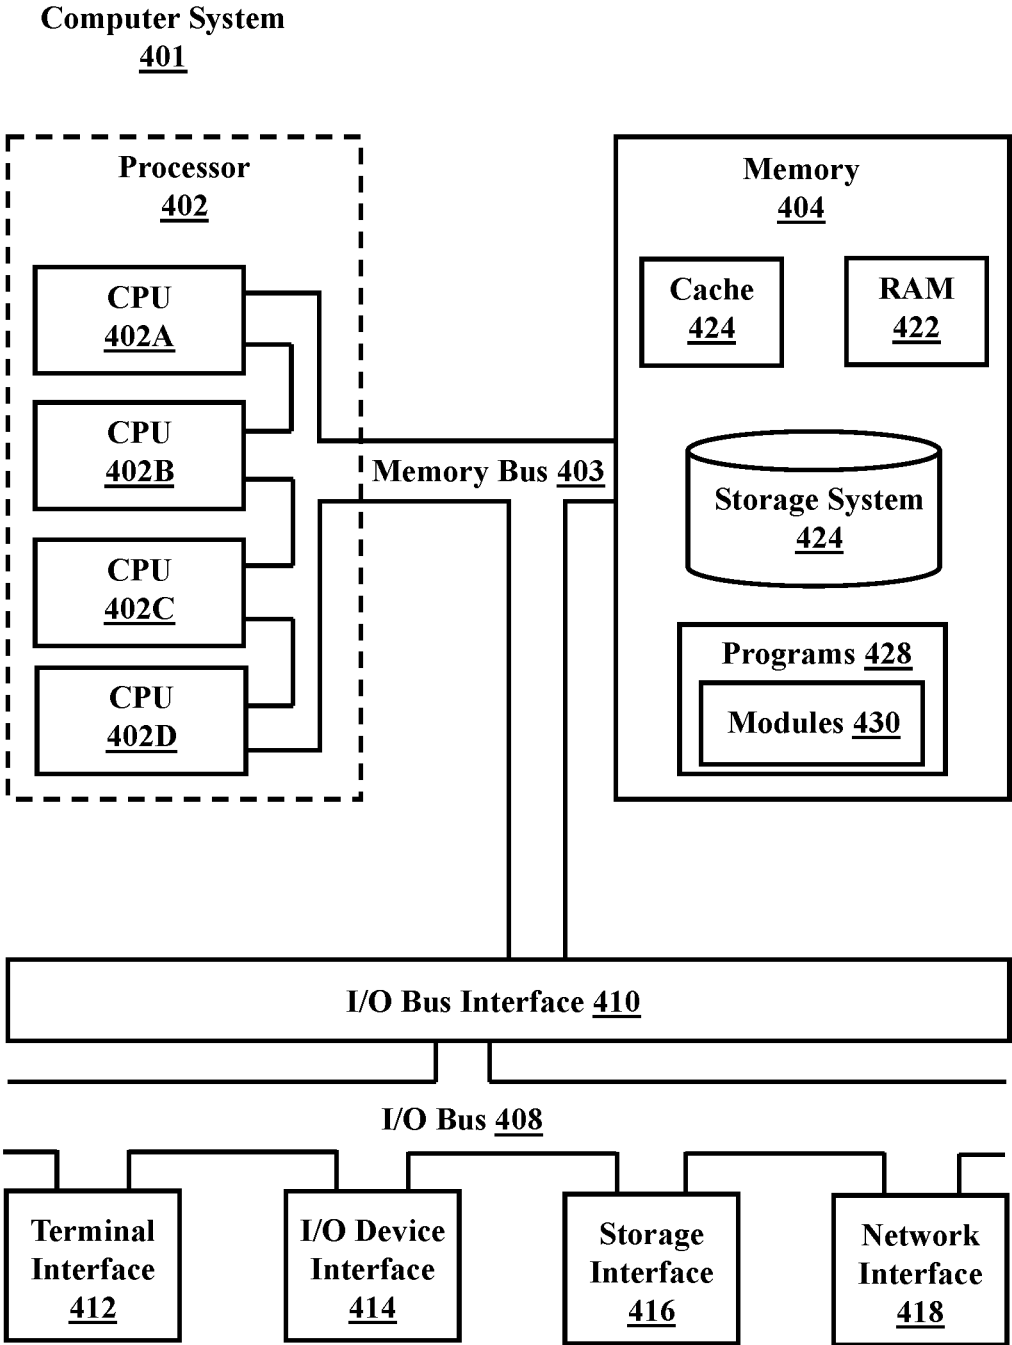 Computer System
401
Processor
402
CPU
402A
CPU
402B
CPU
402C
CPU
402D
Memory Bus 403
Memory
404
Cache
424
RAM
422
Storage System
424
Programs 428
Modules 430
I/O Bus Interface 410
I/O Bus 408
Terminal
Interface
412
I/O Device
Interface
414
Storage
Interface
416
Network
Interface
418